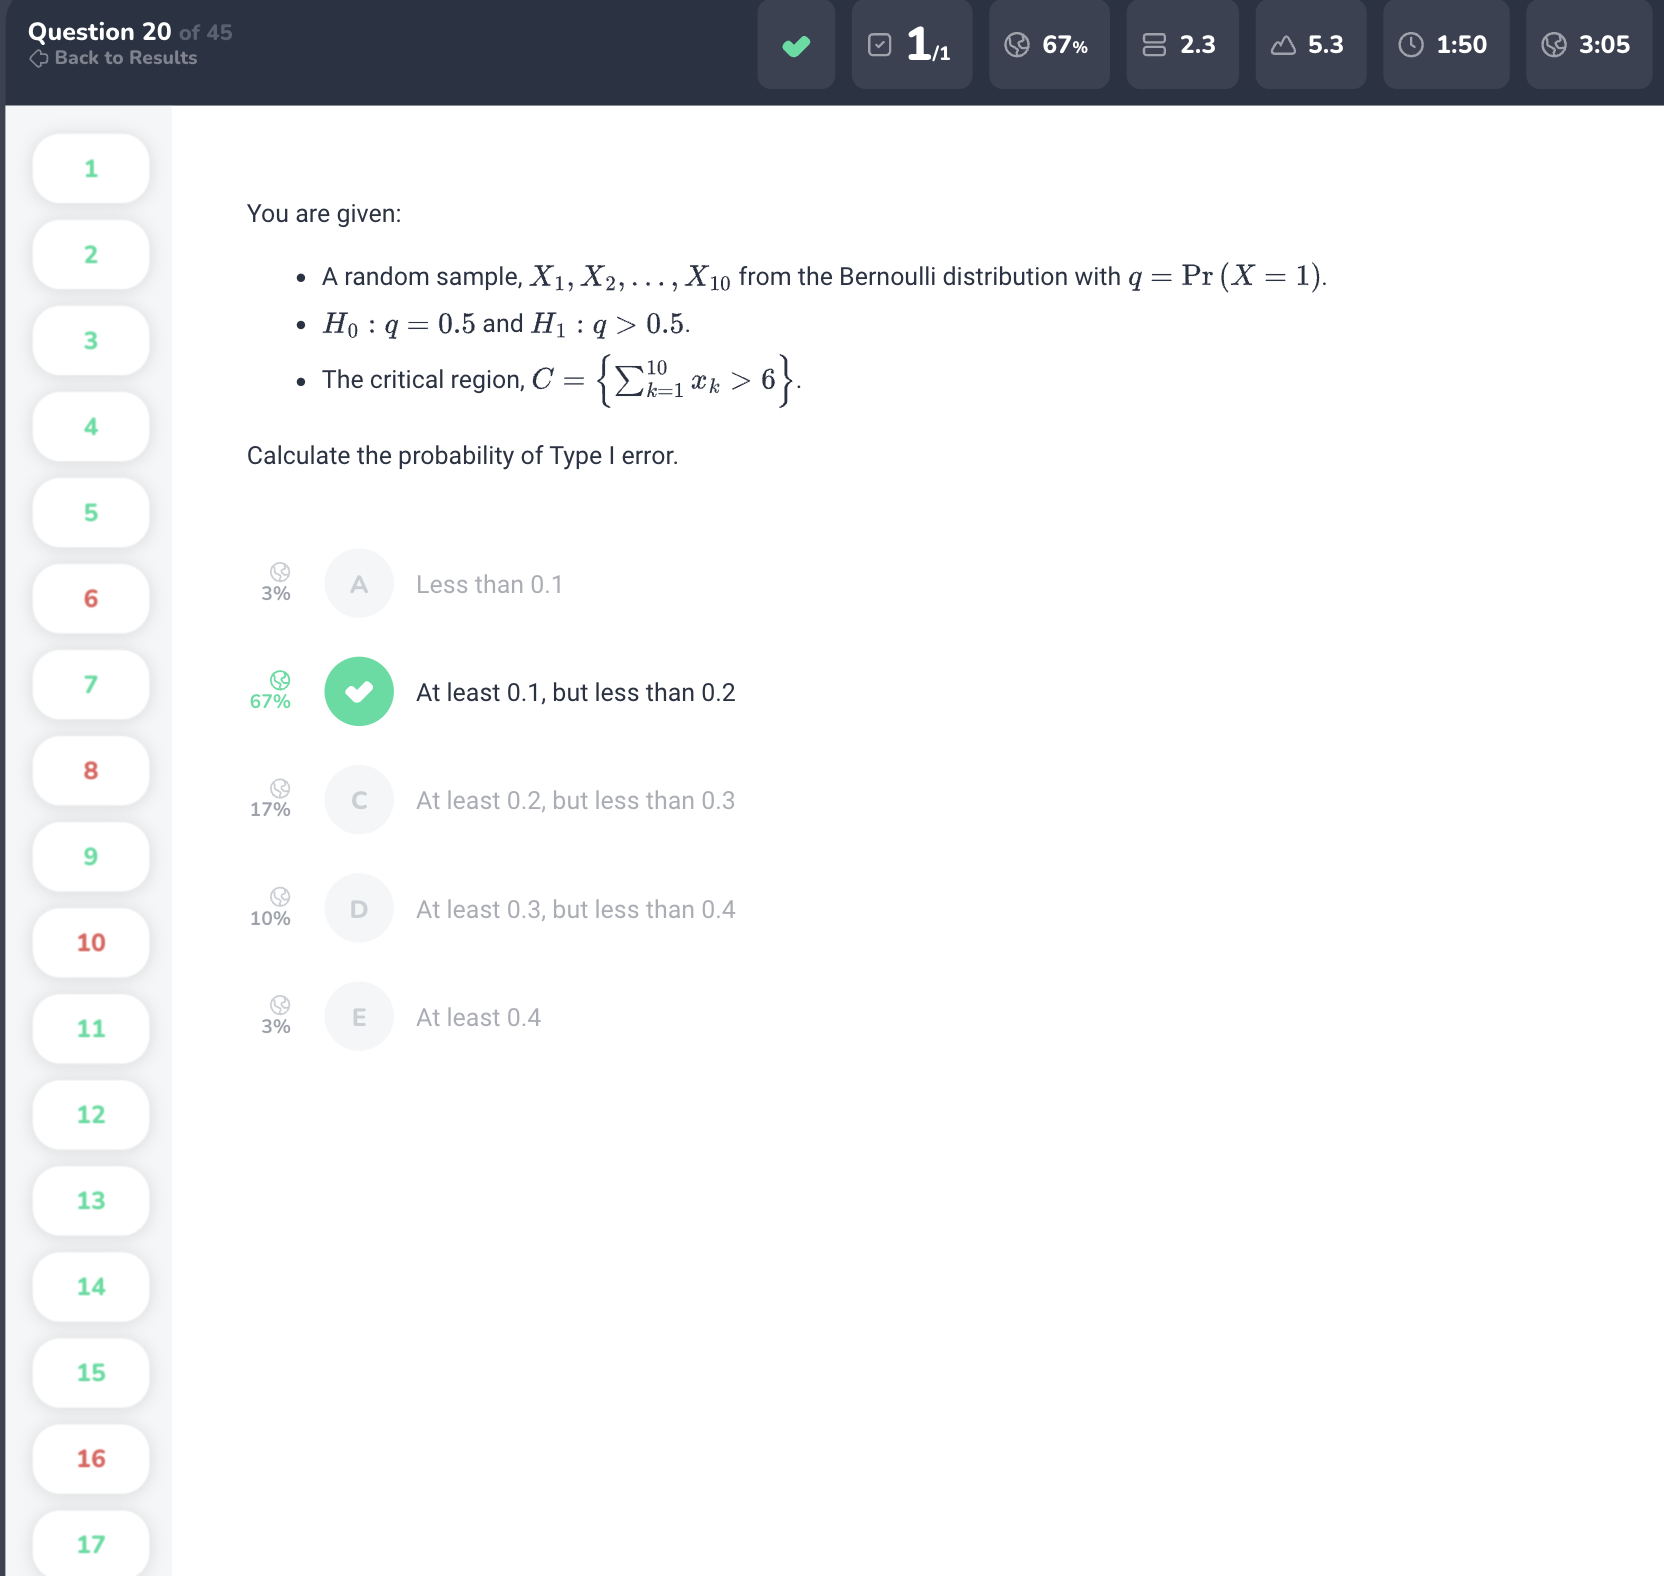 Question 20 of 45
Back to Results
1/1
67%
2.3
5.3
1:50
3:05
1
2
3
4
5
6
7
8
9
10
11
12
13
14
15
16
17
You are given:
• A random sample, X₁, X₂, . . . , X₁₀ from the Bernoulli distribution with q = Pr (X = 1).
• H₀ : q = 0.5 and H₁ : q > 0.5.
• The critical region, C = {∑¹⁰ₖ₌₁ xₖ > 6}.
Calculate the probability of Type I error.
3% A Less than 0.1
67% At least 0.1, but less than 0.2
17% C At least 0.2, but less than 0.3
10% D At least 0.3, but less than 0.4
3% E At least 0.4